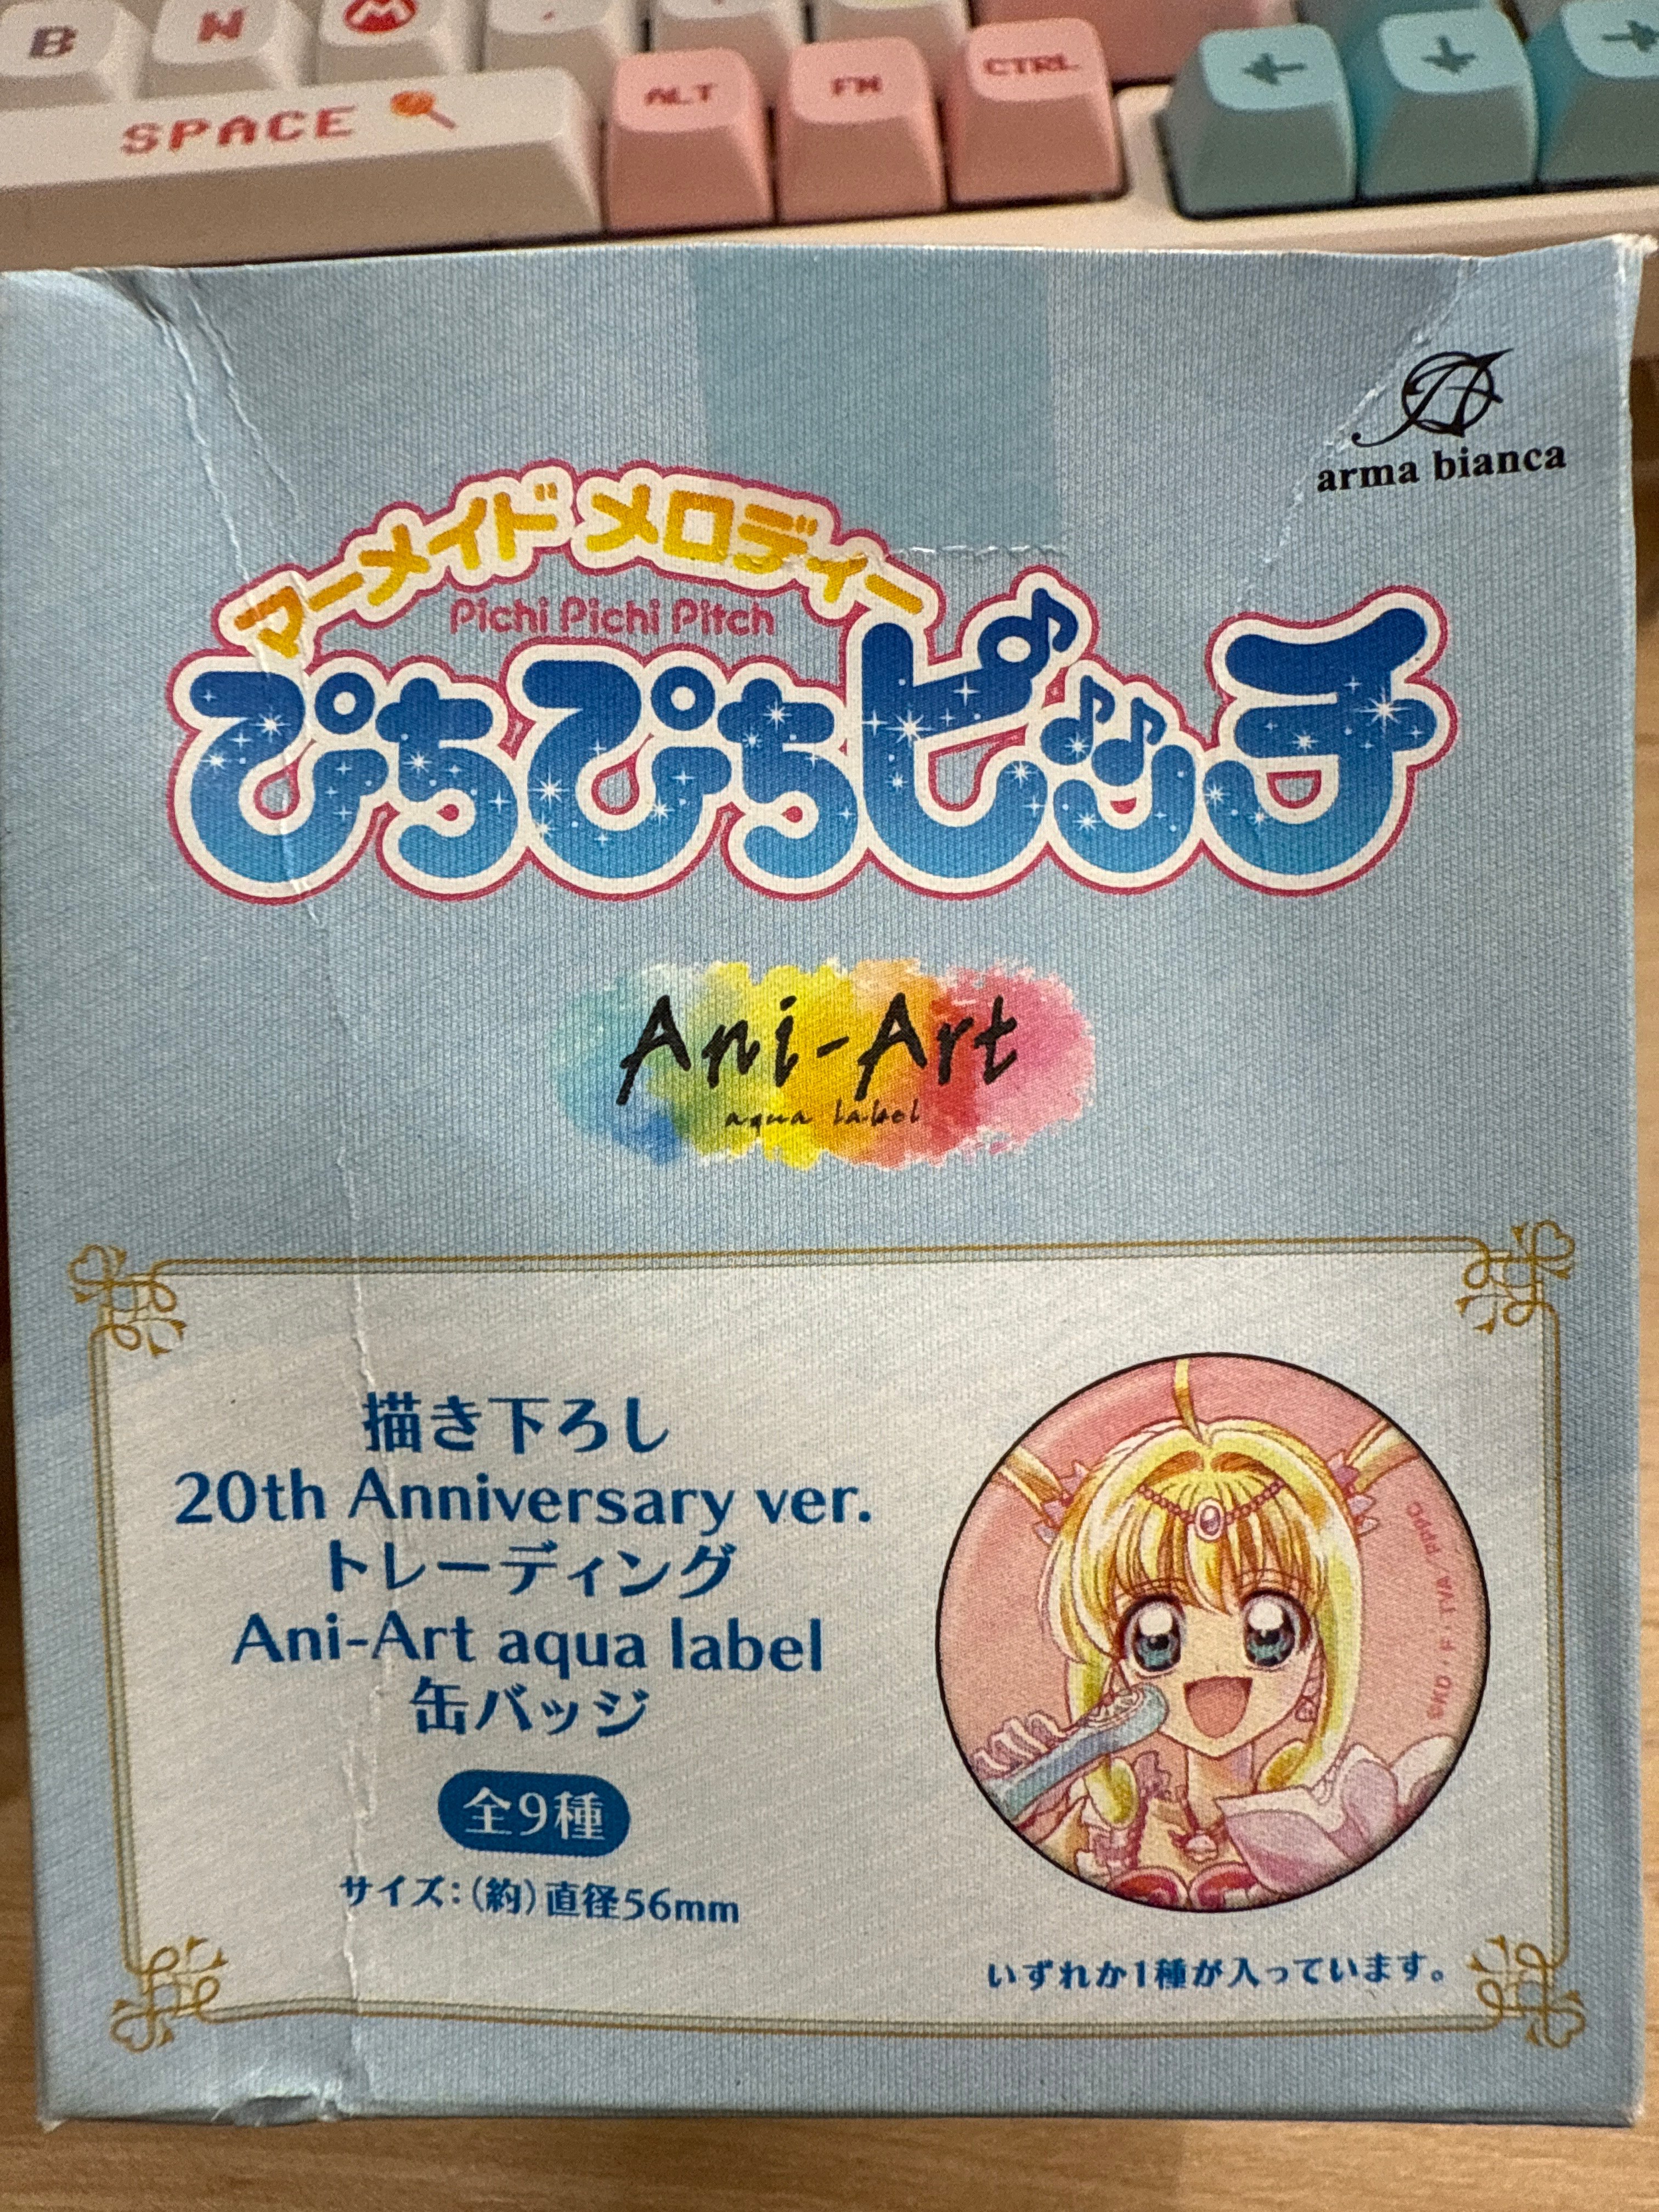 B N M
SPACE ALT FN CTRL ← ↓ →
arma bianca
マーメイド メロディー
Pichi Pichi Pitch
ぴちぴちピッチ
Ani-Art
aqua label
描き下ろし
20th Anniversary ver.
トレーディング
Ani-Art aqua label
缶バッジ
全9種
サイズ:(約)直径56mm
©KD・F・TVA PPPC
いずれか1種が入っています。